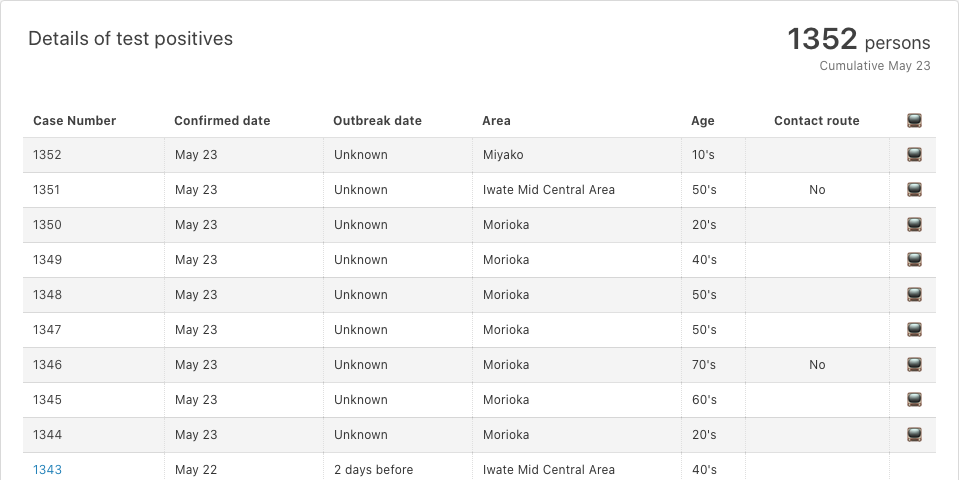 Details of test positives
1352 persons
Cumulative May 23
Case Number Confirmed date Outbreak date Area Age Contact route
1352 May 23 Unknown Miyako 10's
1351 May 23 Unknown Iwate Mid Central Area 50's No
1350 May 23 Unknown Morioka 20's
1349 May 23 Unknown Morioka 40's
1348 May 23 Unknown Morioka 50's
1347 May 23 Unknown Morioka 50's
1346 May 23 Unknown Morioka 70's No
1345 May 23 Unknown Morioka 60's
1344 May 23 Unknown Morioka 20's
1343 May 22 2 days before Iwate Mid Central Area 40's